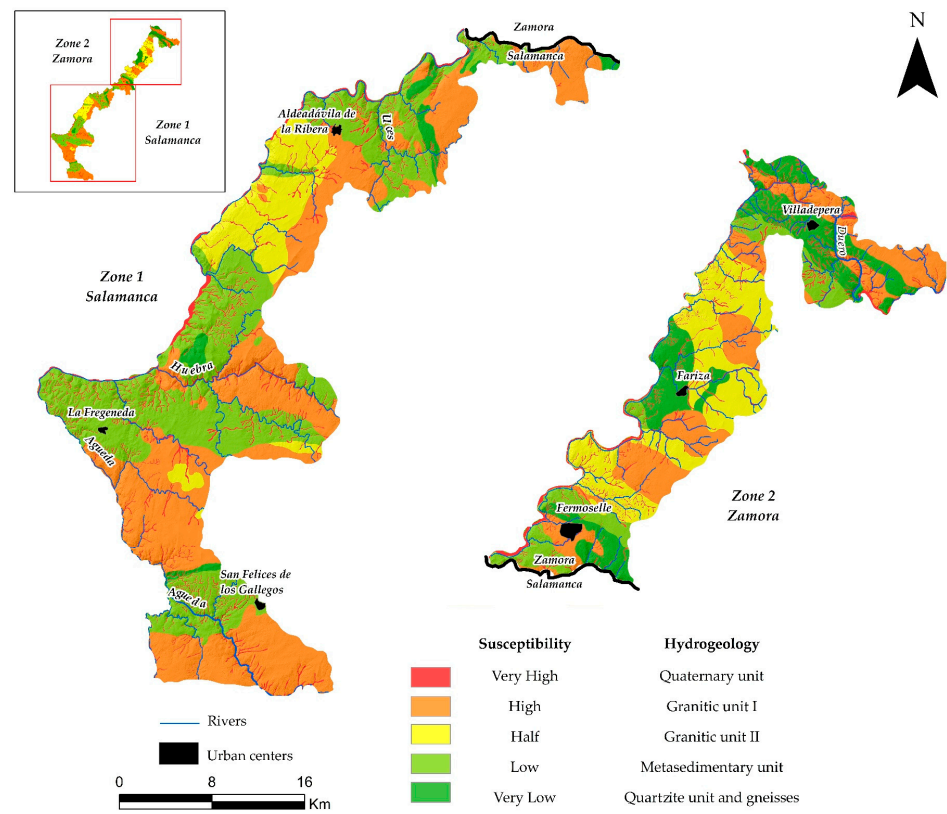 Zone 2
Zamora
Zone 1
Salamanca
Zamora
Salamanca
N
Aldeadávila de
la Ribera
Uces
Villadepera
Duero
Zone 1
Salamanca
Huebra
Fariza
La Fregeneda
Agueda
Zone 2
Zamora
Fermoselle
Zamora
Salamanca
San Felices de
los Gallegos
Agueda
Susceptibility Hydrogeology
Very High Quaternary unit
High Granitic unit I
Half Granitic unit II
Low Metasedimentary unit
Very Low Quartzite unit and gneisses
Rivers
Urban centers
0 8 16
Km